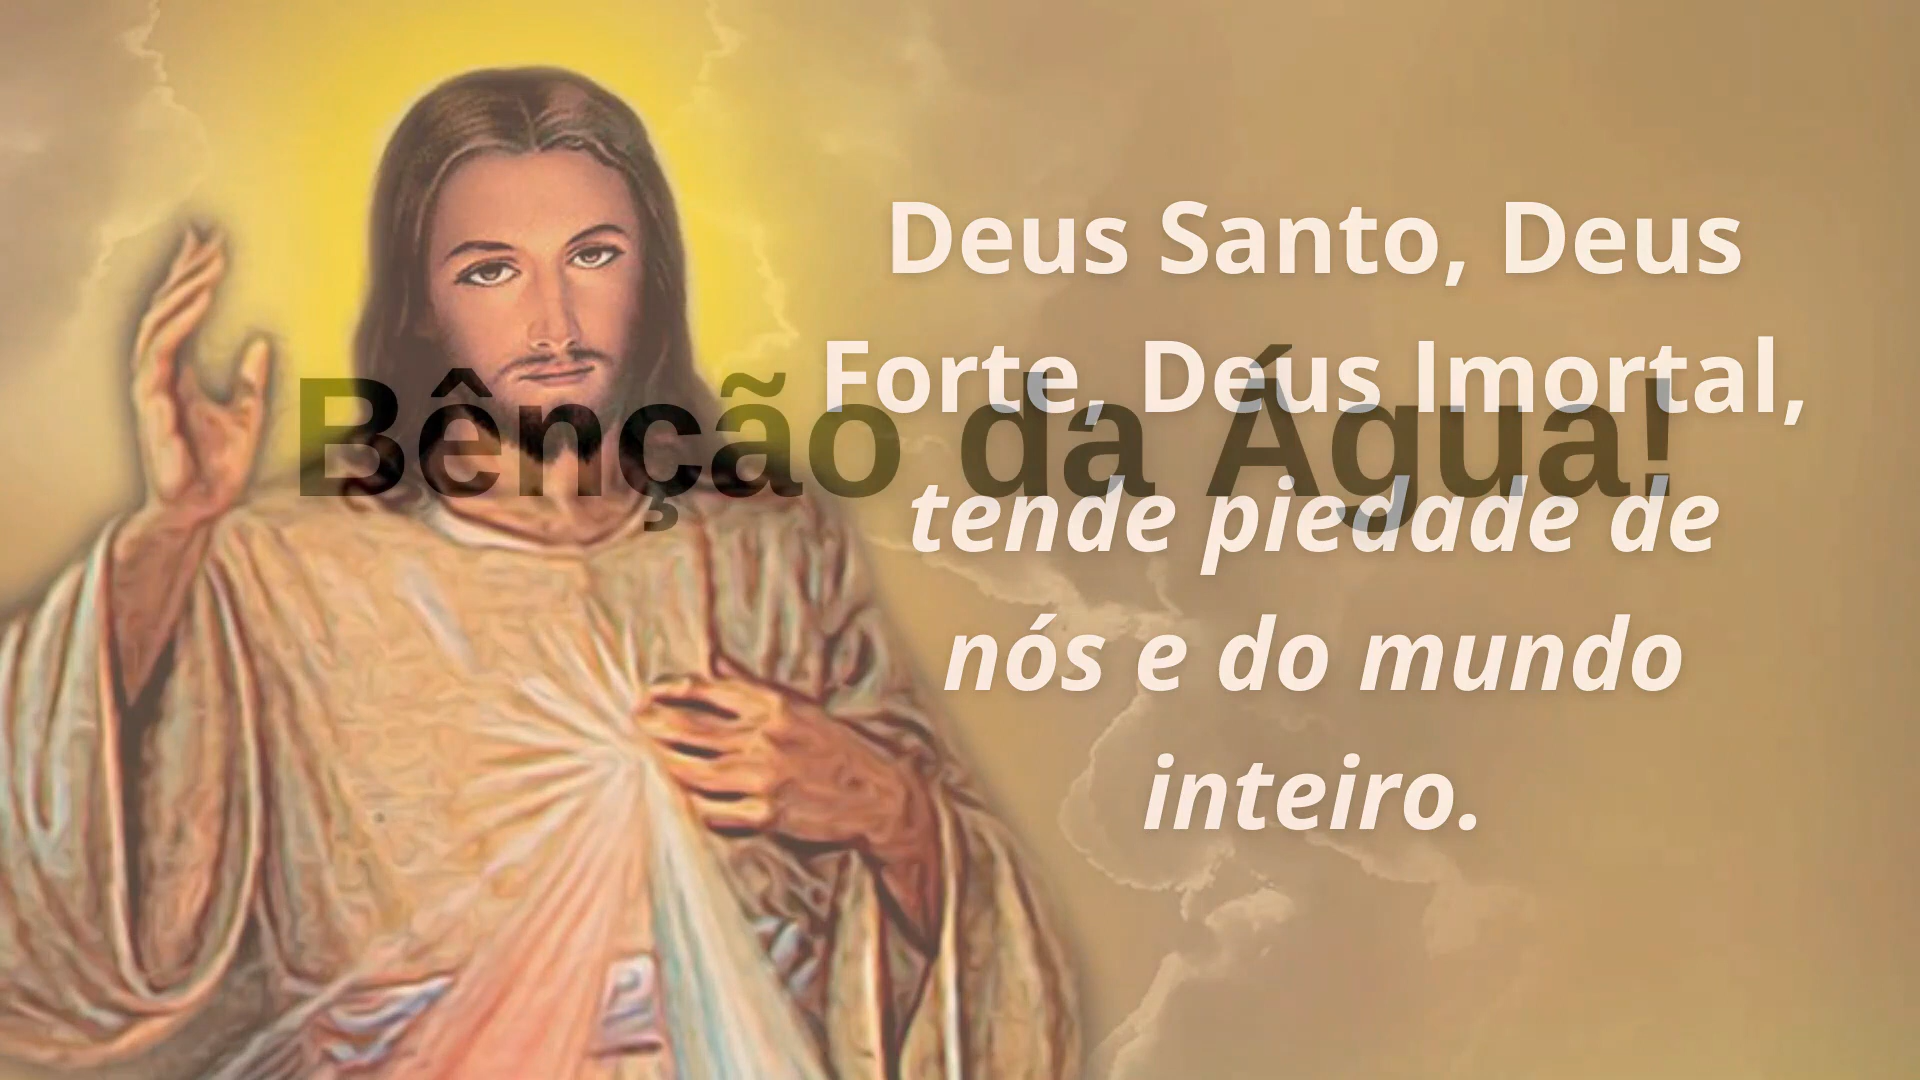 Deus Santo, Deus
Forte, Deus Imortal,
Bênção da Água!
tende piedade de
nós e do mundo
inteiro.